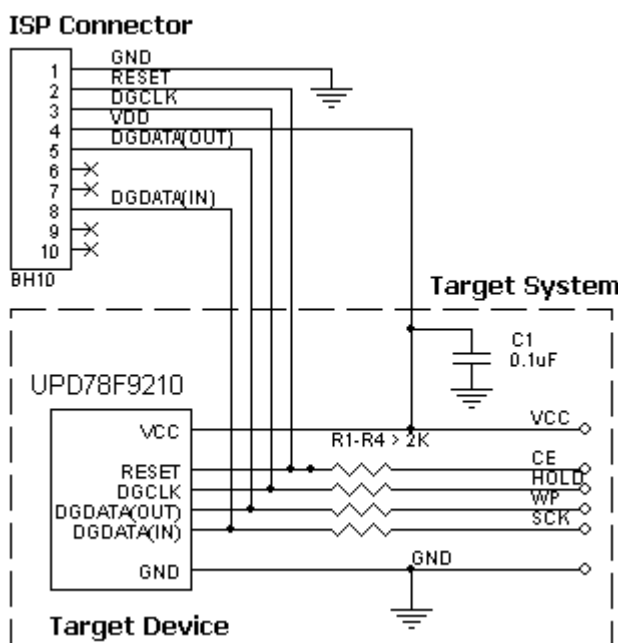 ISP Connector
1 GND
2 RESET
3 DGCLK
4 VDD
5 DGDATA(OUT)
6
7
8 DGDATA(IN)
9
10
BH10
Target System
C1
0.1uF
UPD78F9210
VCC
R1-R4 > 2K
VCC
RESET
CE
DGCLK
HOLD
DGDATA(OUT)
WP
DGDATA(IN)
SCK
GND
GND
Target Device